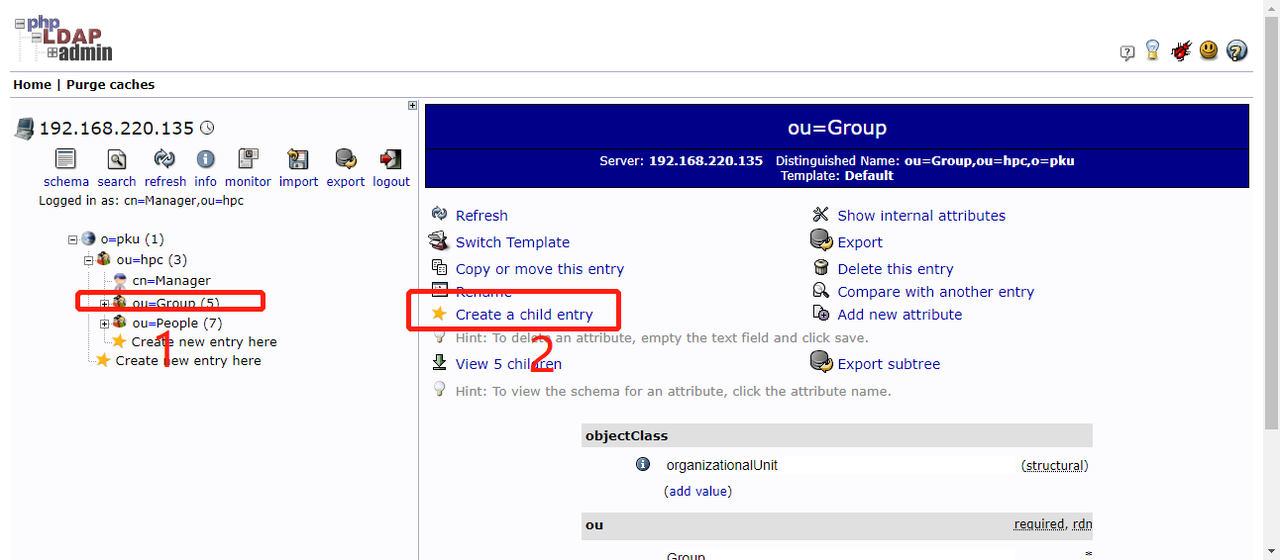 php
LDAP
admin
Home | Purge caches
192.168.220.135
schema search refresh info monitor import export logout
Logged in as: cn=Manager,ou=hpc
o=pku (1)
ou=hpc (3)
cn=Manager
ou=Group (5)
ou=People (7)
Create new entry here
1
Create new entry here
ou=Group
Server: 192.168.220.135 Distinguished Name: ou=Group,ou=hpc,o=pku
Template: Default
Refresh
Show internal attributes
Switch Template
Export
Copy or move this entry
Delete this entry
Rename
Compare with another entry
Create a child entry
Add new attribute
Hint: To delete an attribute, empty the text field and click save.
2
View 5 children
Export subtree
Hint: To view the schema for an attribute, click the attribute name.
objectClass
organizationalUnit (structural)
(add value)
ou required, rdn
Group *